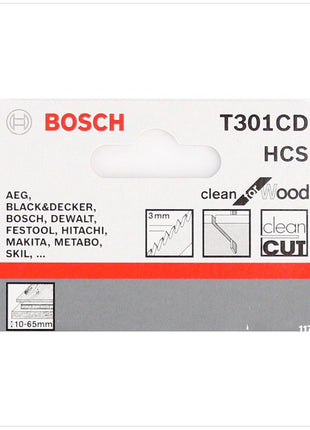 BOSCH
T301CD
HCS
clean for Wood
AEG,
BLACK&DECKER,
BOSCH, DEWALT,
FESTOOL, HITACHI,
MAKITA, METABO,
SKIL, ...
3mm
clean
CUT
10-65mm
117